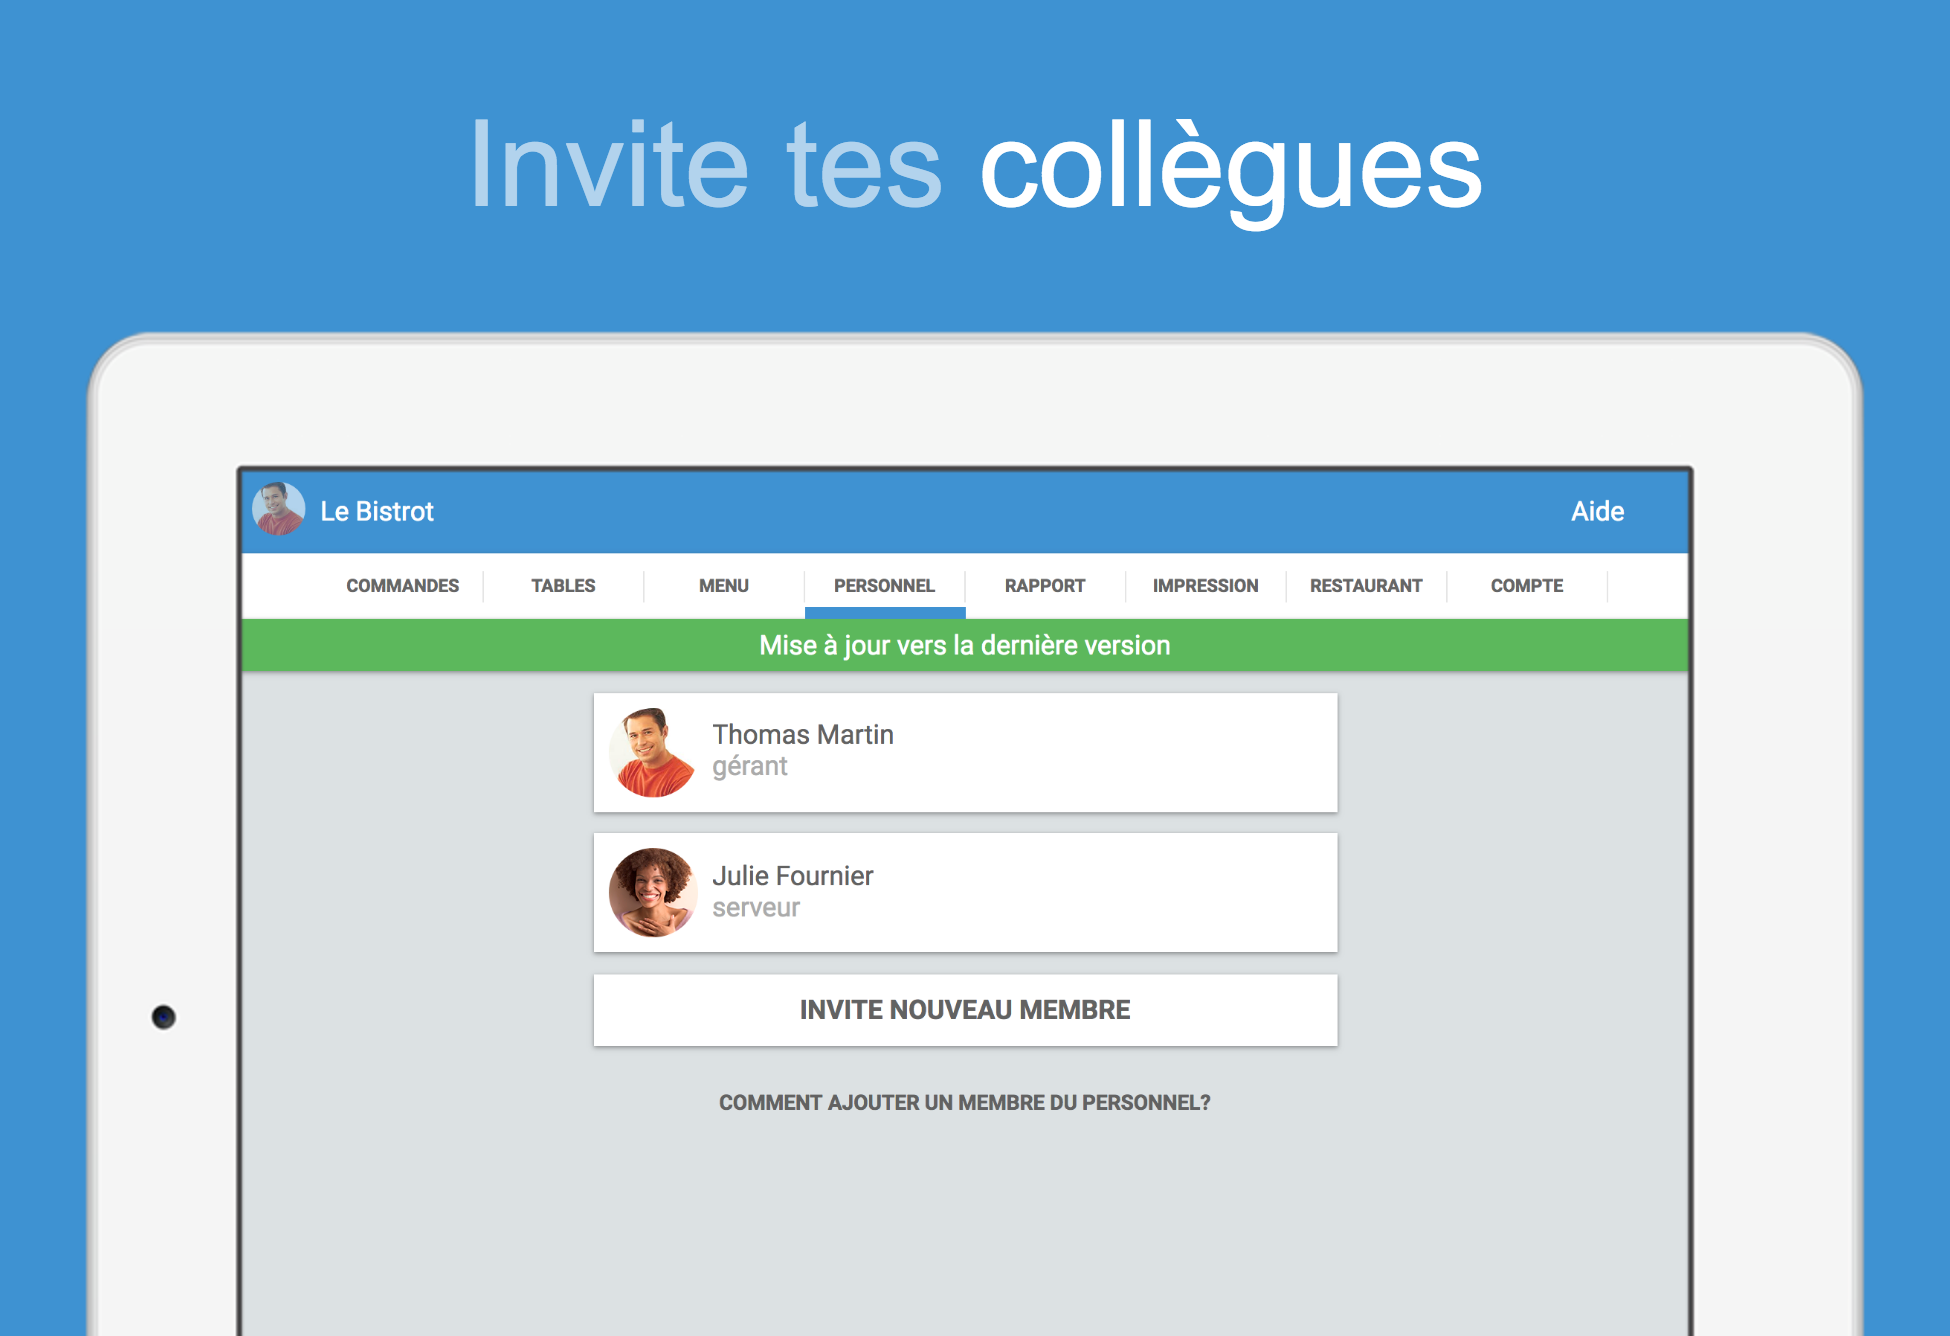 Invite tes collègues
Le Bistrot
Aide
COMMANDES
TABLES
MENU
PERSONNEL
RAPPORT
IMPRESSION
RESTAURANT
COMPTE
Mise à jour vers la dernière version
Thomas Martin
gérant
Julie Fournier
serveur
INVITE NOUVEAU MEMBRE
COMMENT AJOUTER UN MEMBRE DU PERSONNEL?